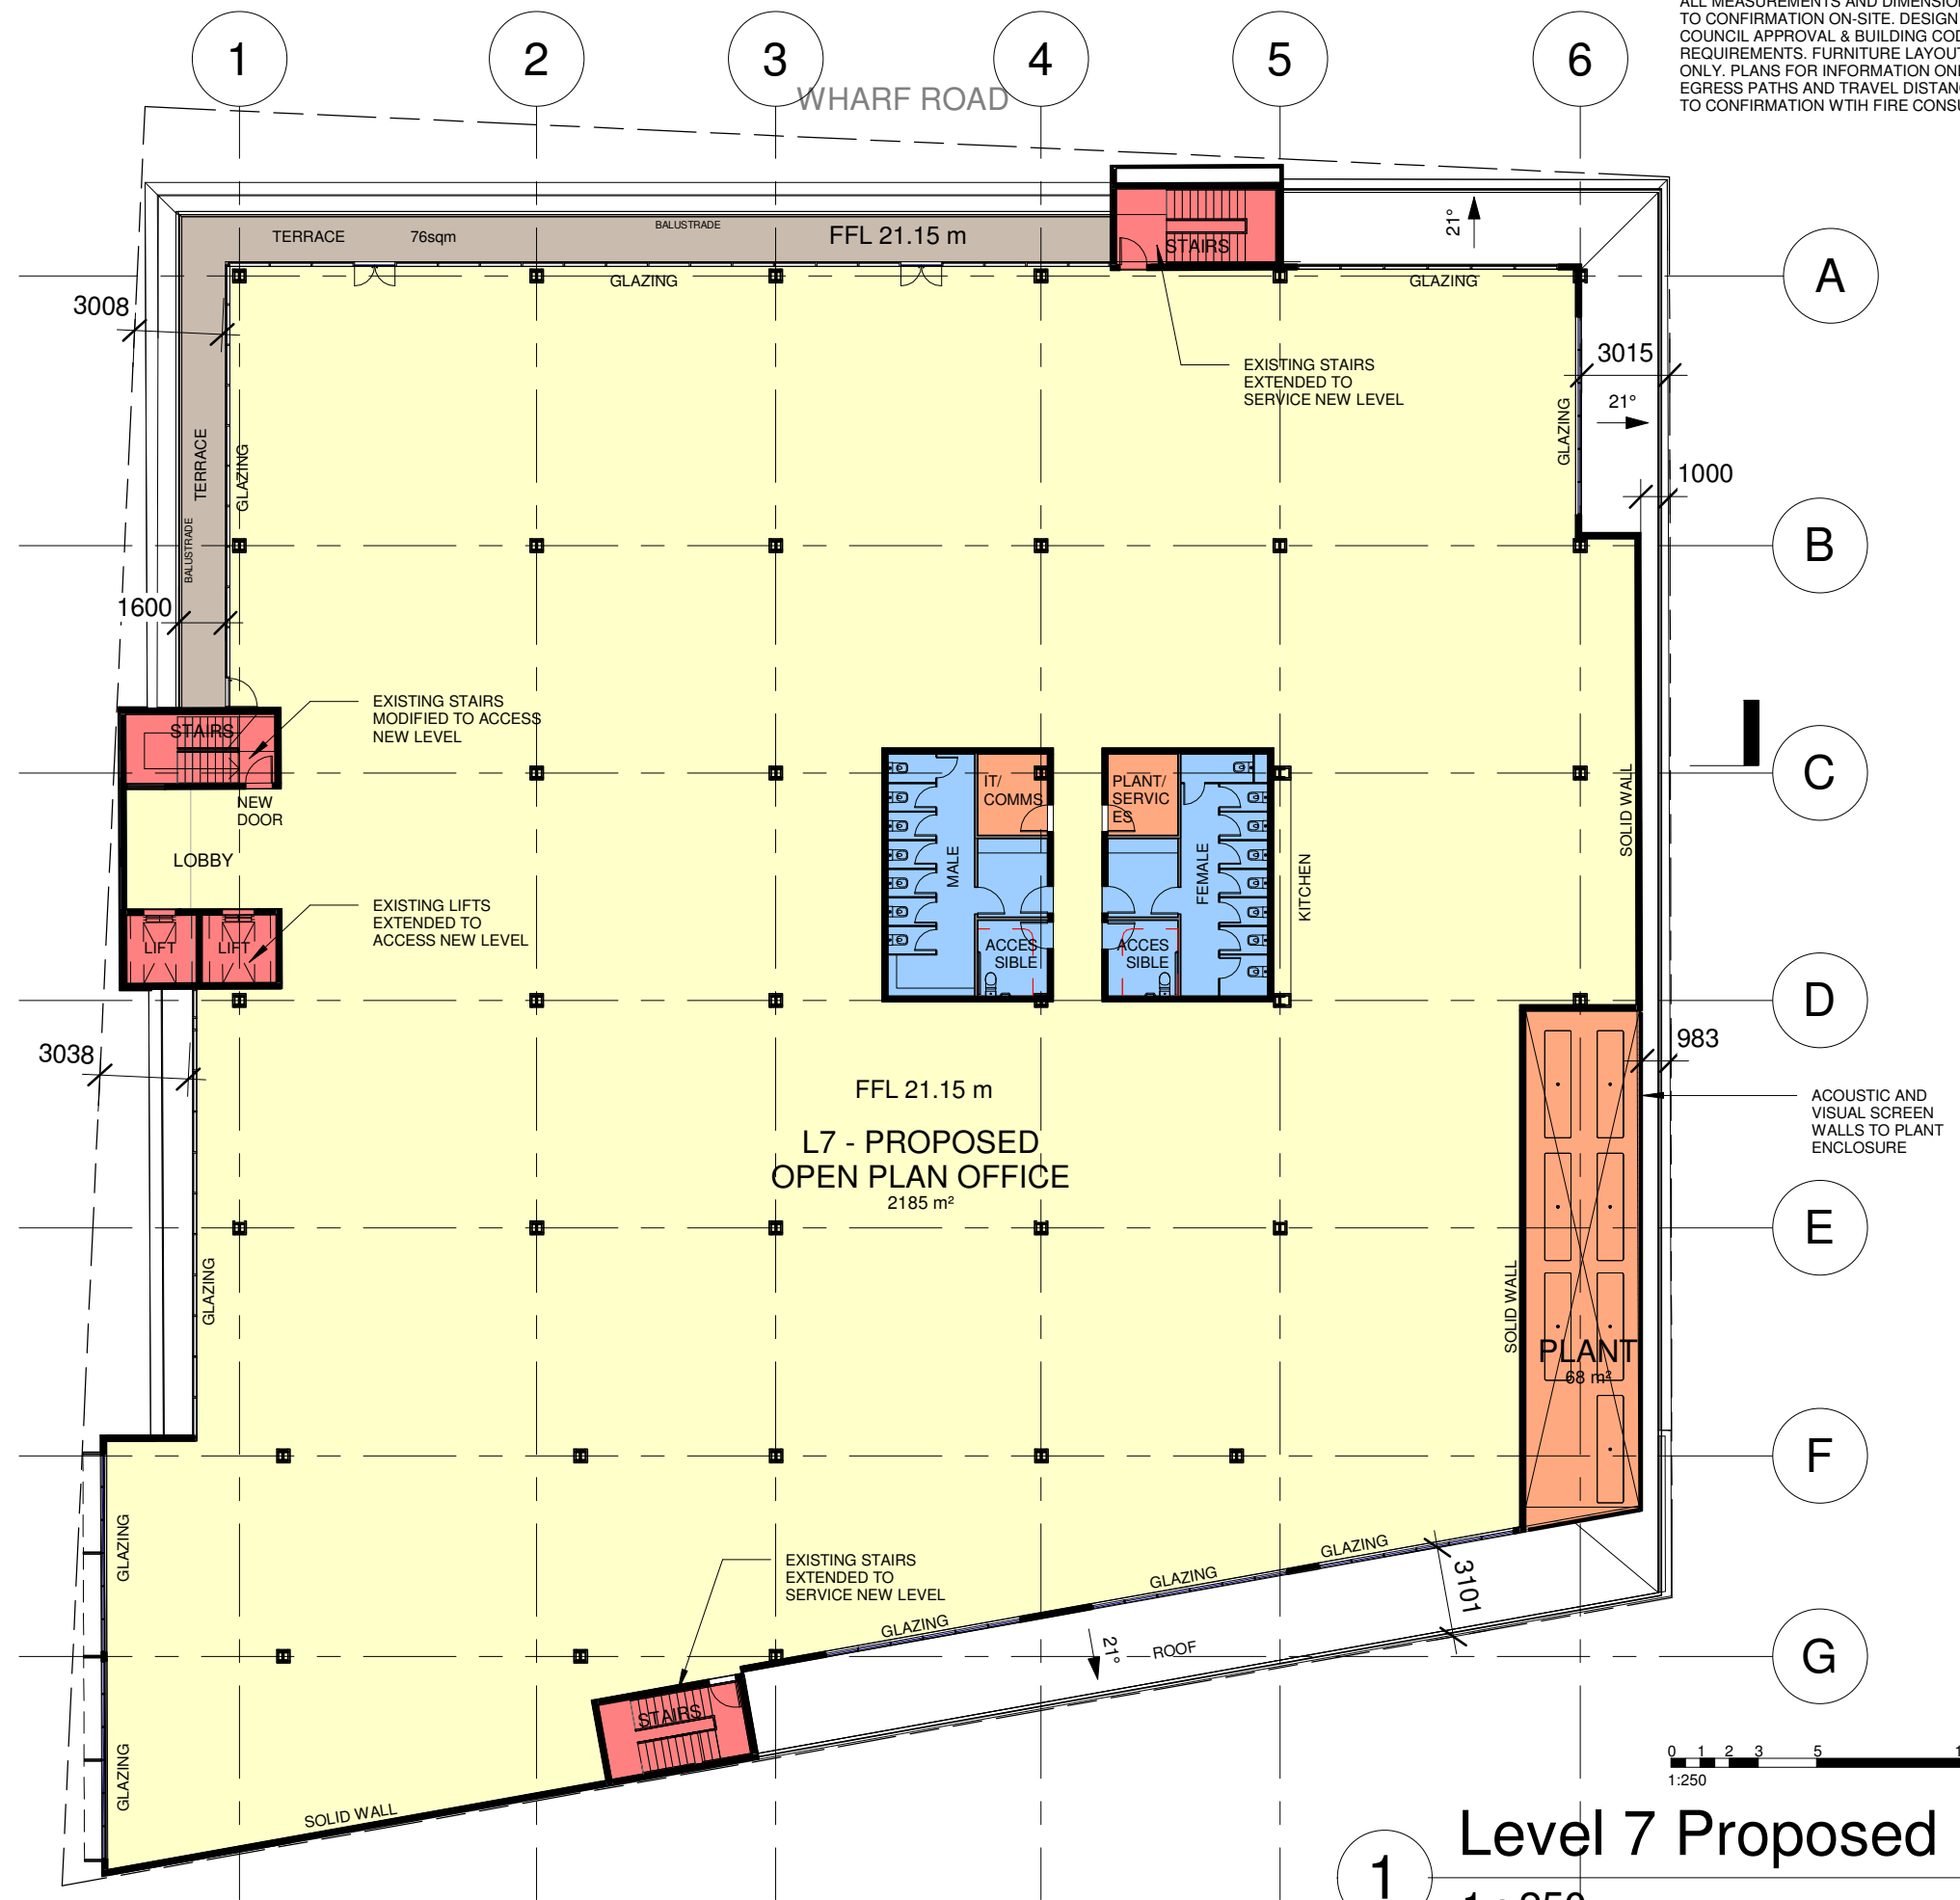 ALL MEASUREMENTS AND
TO CONFIRMATION ON-SITE. DESIGN
COUNCIL APPROVAL & BUILDING
REQUIREMENTS. FURNITURE
ONLY. PLANS FOR INFORMATION
EGRESS PATHS AND TRAVEL
TO CONFIRMATION WTIH FIRE
1
2
3
4
5
6
WHARF ROAD
TERRACE
76sqm
BALUSTRADE
FFL 21.15 m
STAIRS
21°
A
GLAZING
GLAZING
3008
EXISTING STAIRS
EXTENDED TO
SERVICE NEW LEVEL
3015
21°
GLAZING
TERRACE
GLAZING
1000
BALUSTRADE
B
1600
EXISTING STAIRS
MODIFIED TO ACCESS
NEW LEVEL
STAIRS
NEW
DOOR
LOBBY
IT/
COMMS
PLANT/
SERVIC
ES
MALE
FEMALE
KITCHEN
SOLID WALL
C
EXISTING LIFTS
EXTENDED TO
ACCESS NEW LEVEL
LIFT
LIFT
ACCES
SIBLE
ACCES
SIBLE
D
3038
983
FFL 21.15 m
L7 - PROPOSED
OPEN PLAN OFFICE
2185 m²
ACOUSTIC AND
VISUAL SCREEN
WALLS TO PLANT
ENCLOSURE
E
GLAZING
SOLID WALL
PLANT
68 m²
F
GLAZING
EXISTING STAIRS
EXTENDED TO
SERVICE NEW LEVEL
GLAZING
GLAZING
GLAZING
3101
21°
ROOF
G
STAIRS
GLAZING
SOLID WALL
0 1 2 3 5
1:250
Level 7 Proposed
1